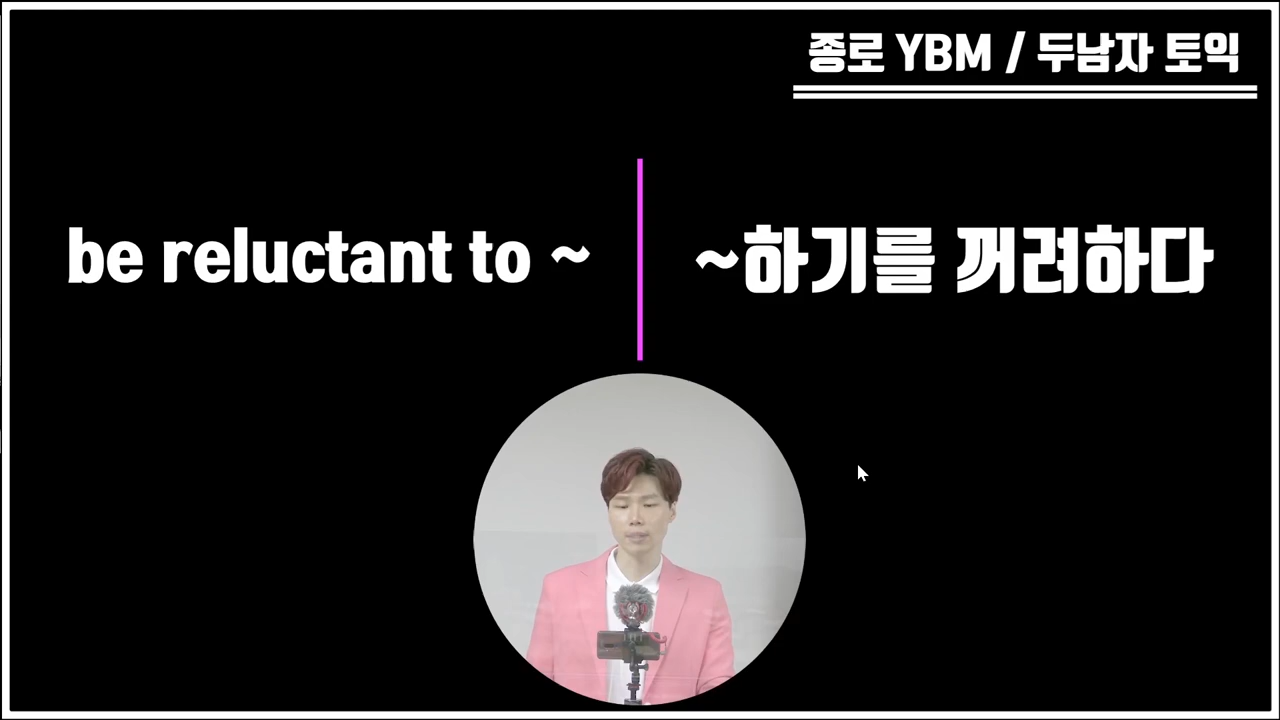 종로 YBM / 두남자 토익
be reluctant to ~
~하기를 꺼려하다